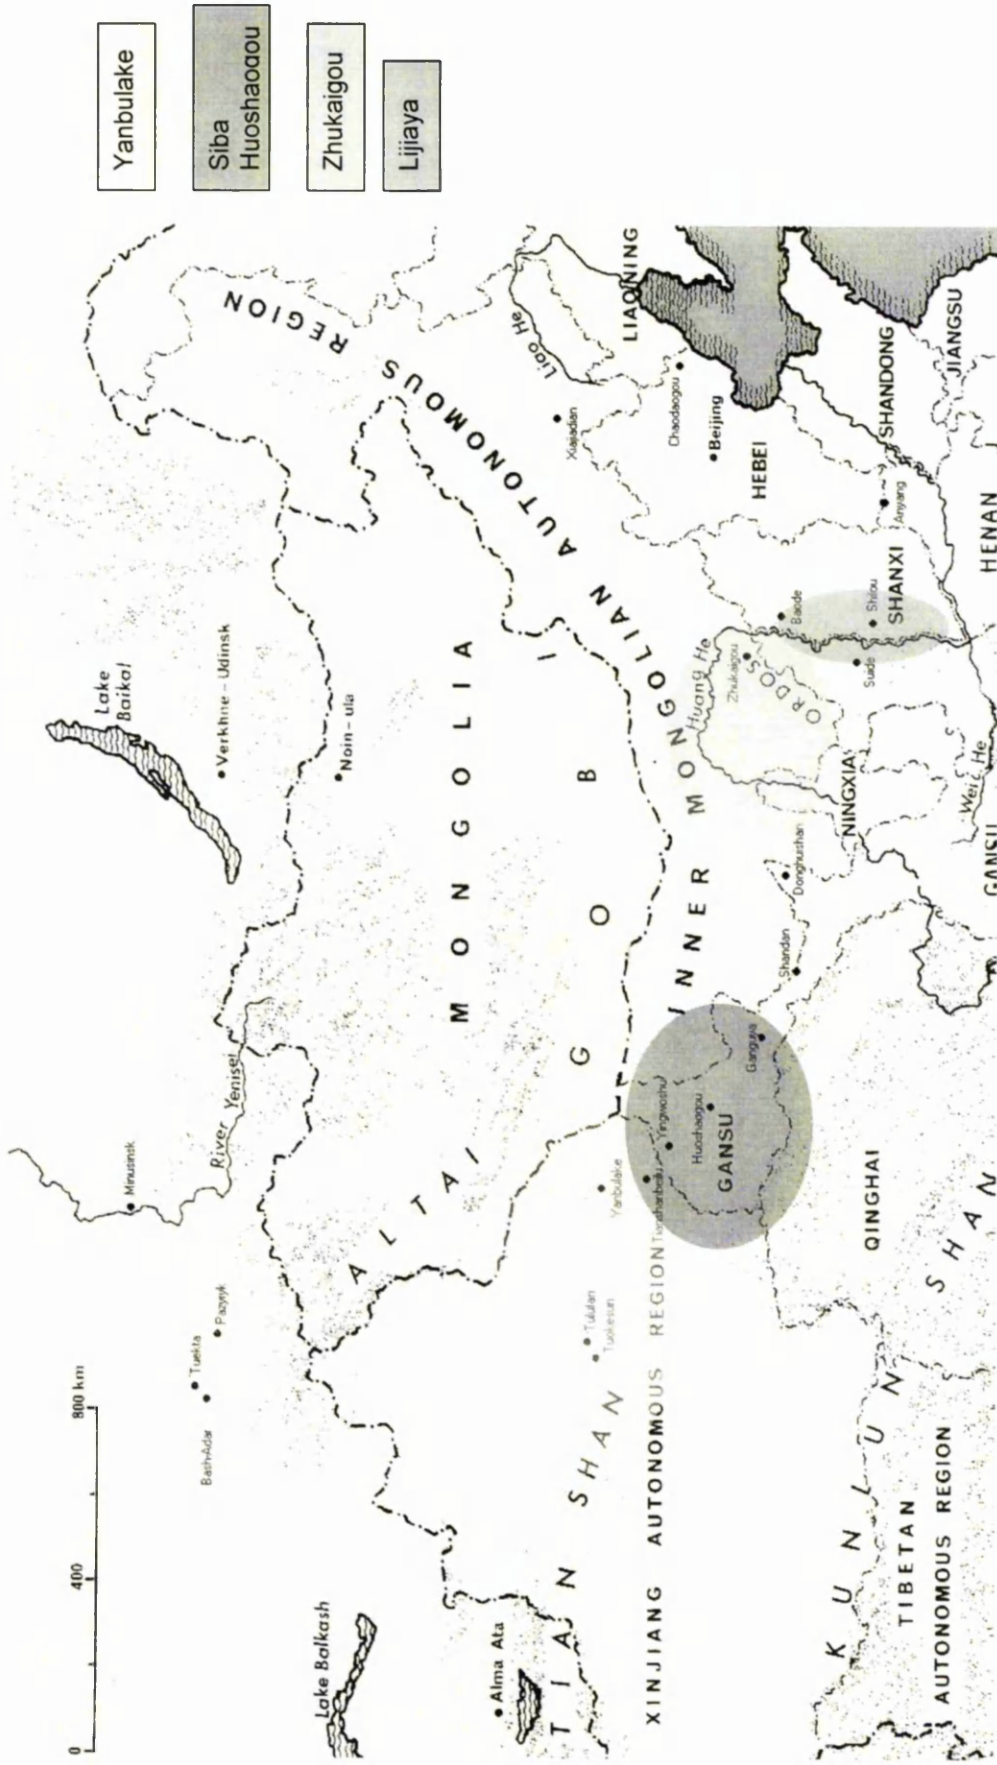 0 400 800 km
Yanbulake
Siba
Huoshaogou
Zhukaigou
Lijiaya
Lake Balkash
Alma Ata
Bash-Adar
Tuekta
Pazyryk
Minusinsk
River Yenisei
Lake
Baikal
Verkhne-Udinsk
Noin-ula
ALTAI
MONGOLIA
GOBI
INNER MONGOLIAN AUTONOMOUS REGION
TIAN SHAN
Tulufan
Tuokesun
Yanbulake
XINJIANG AUTONOMOUS REGION
Yingwoshu
Huoshaogou
GANSU
Ganguya
Shandan
Donghuishan
NINGXIA
Huang He
Zhukaigou
ORDOS
Baode
Suide
Shilou
SHANXI
Xiajiadian
Liao He
LIAONING
Chaodaogou
Beijing
HEBEI
Anyang
SHANDONG
JIANGSU
HENAN
Wei He
GANSU
QINGHAI
KUNLUN SHAN
TIBETAN
AUTONOMOUS REGION